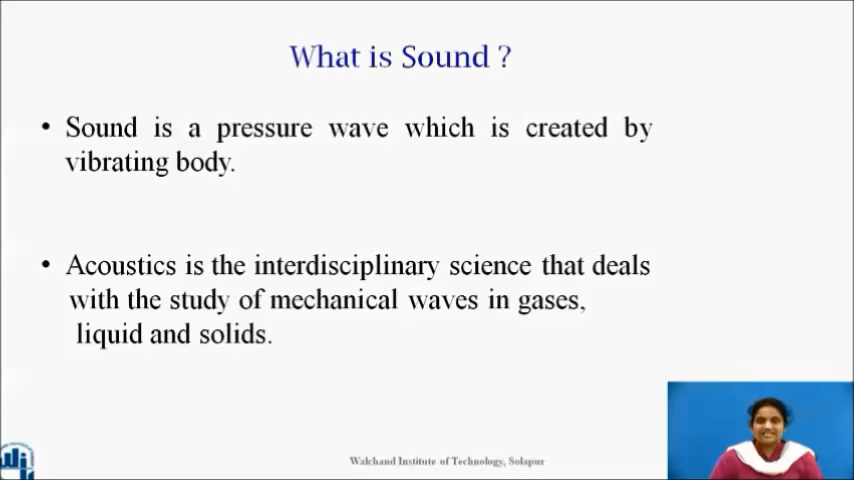 What is Sound ?
• Sound is a pressure wave which is created by
vibrating body.
• Acoustics is the interdisciplinary science that deals
with the study of mechanical waves in gases,
liquid and solids.
Walchand Institute of Technology, Solapur